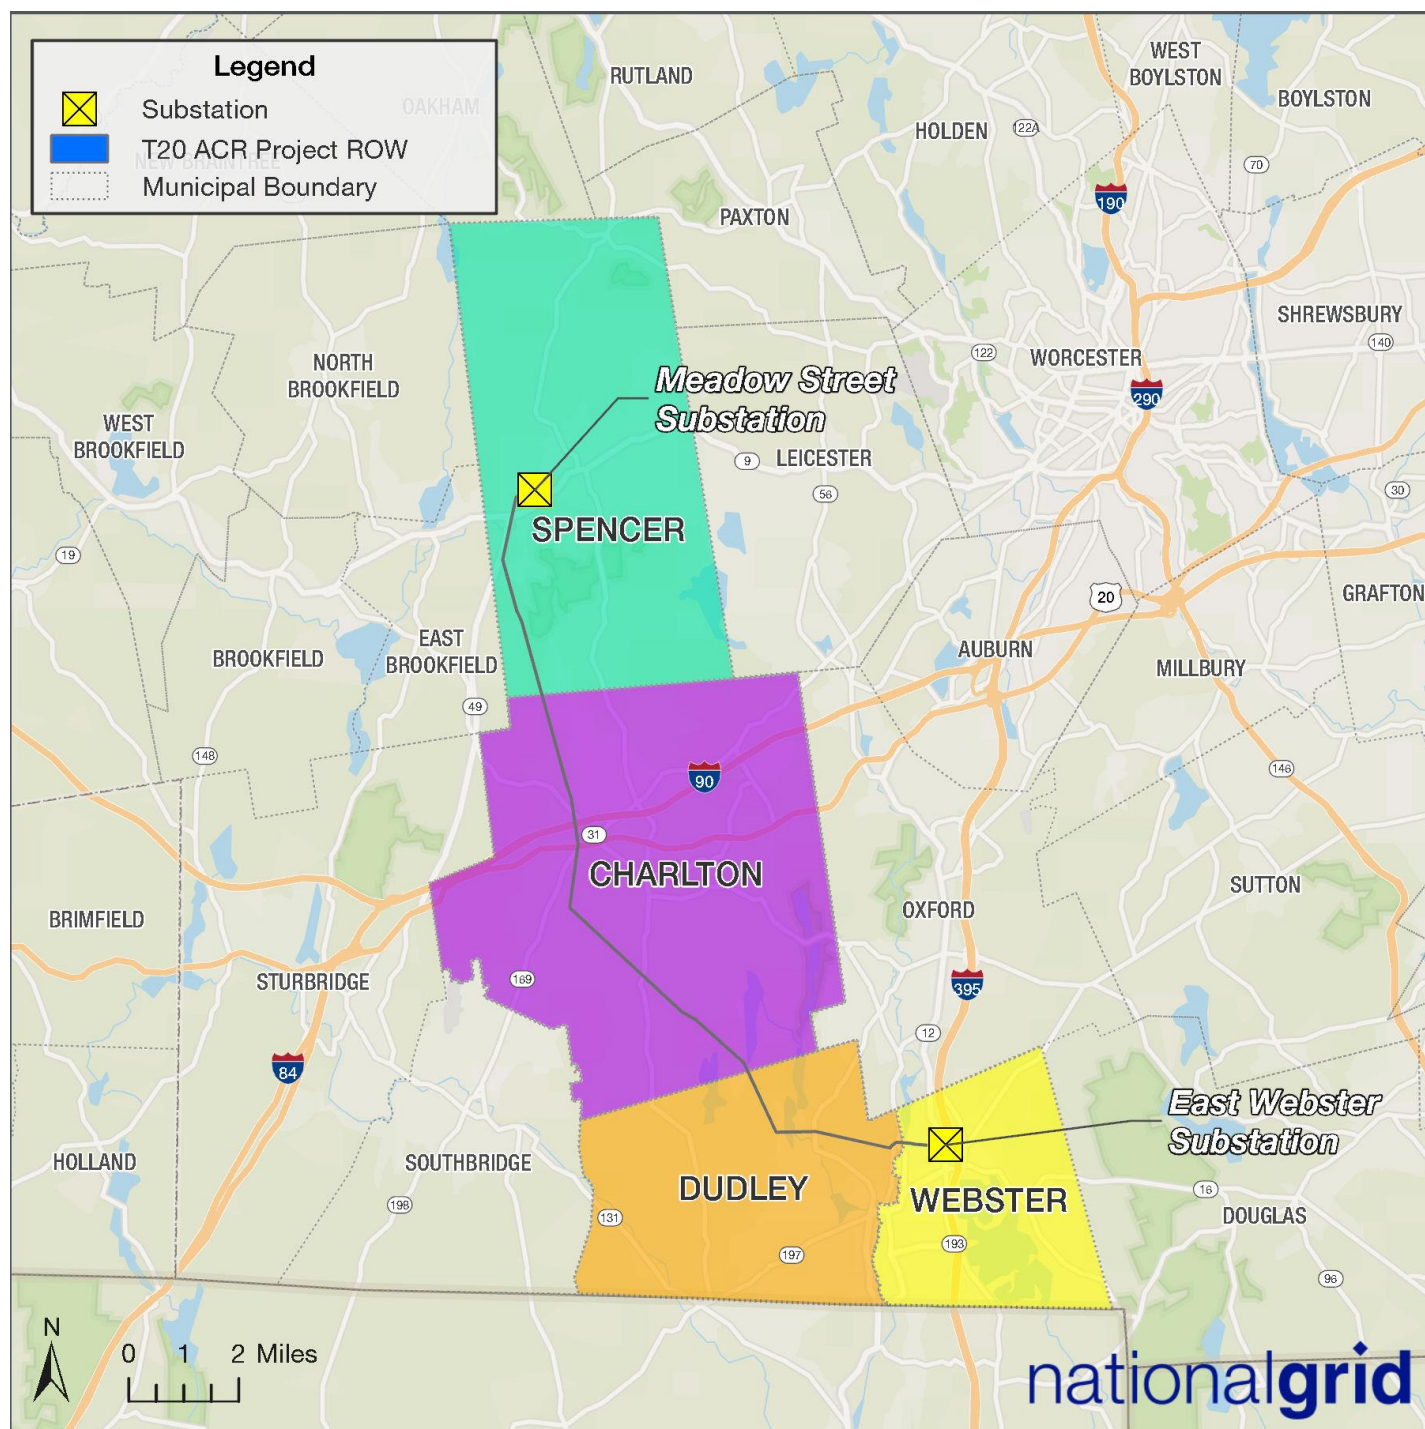 Legend
Substation
T20 ACR Project ROW
Municipal Boundary
OAKHAM
NEW BRAINTREE
RUTLAND
WEST
BOYLSTON
BOYLSTON
HOLDEN
122A
70
190
PAXTON
SHREWSBURY
140
NORTH
BROOKFIELD
122
WORCESTER
290
Meadow Street
Substation
WEST
BROOKFIELD
9
LEICESTER
56
30
SPENCER
19
20
GRAFTON
EAST
BROOKFIELD
BROOKFIELD
AUBURN
MILLBURY
49
148
90
146
31
CHARLTON
SUTTON
BRIMFIELD
OXFORD
STURBRIDGE
169
395
12
84
East Webster
Substation
HOLLAND
SOUTHBRIDGE
DUDLEY
WEBSTER
16
198
131
DOUGLAS
197
193
96
N
0 1 2 Miles
nationalgrid